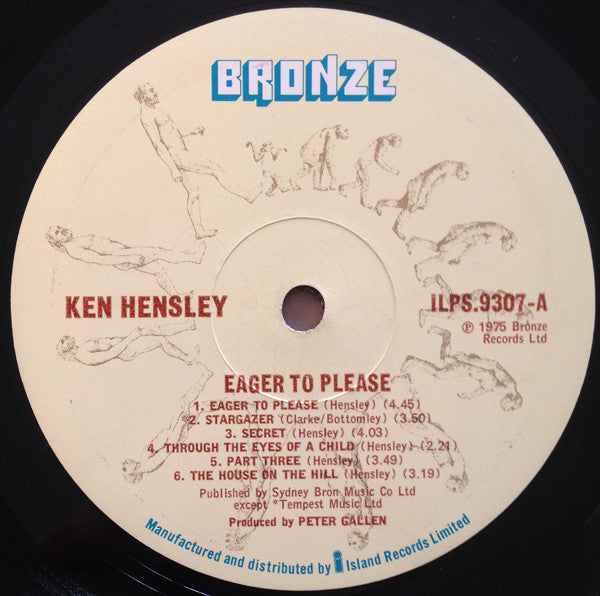 BRONZE
KEN HENSLEY
ILPS.9307-A
℗ 1975 Bronze
Records Ltd
EAGER TO PLEASE
1. EAGER TO PLEASE (Hensley) (4.45)
*2. STARGAZER (Clarke/Bottomley) (3.50)
3. SECRET (Hensley) (4.03)
4. THROUGH THE EYES OF A CHILD (Hensley) (2.21)
5. PART THREE (Hensley) (3.49)
6. THE HOUSE ON THE HILL (Hensley) (3.19)
Published by Sydney Bron Music Co Ltd
except *Tempest Music Ltd
Produced by PETER GALLEN
Manufactured and distributed by i Island Records Limited